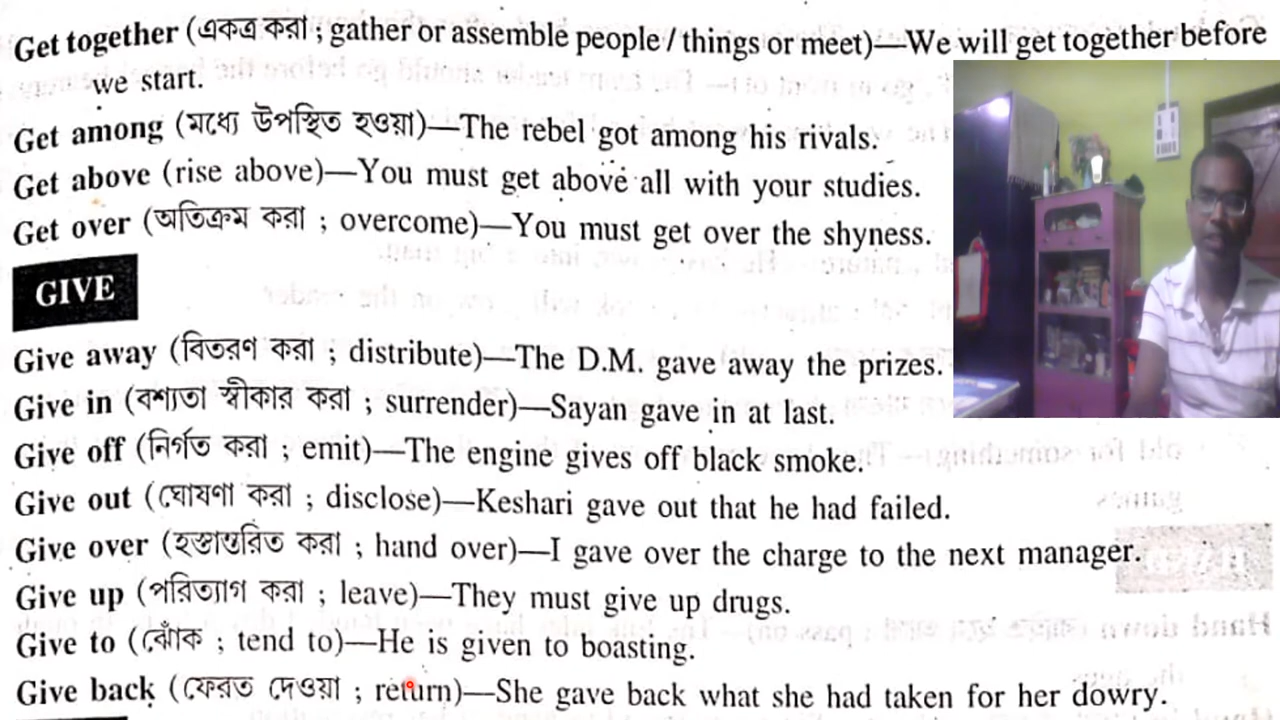 Get together (একত্র করা ; gather or assemble people / things or meet)—We will get together before
we start.
Get among (মধ্যে উপস্থিত হওয়া)—The rebel got among his rivals.
Get above (rise above)—You must get above all with your studies.
Get over (অতিক্রম করা ; overcome)—You must get over the shyness.
GIVE
Give away (বিতরণ করা ; distribute)—The D.M. gave away the prizes.
Give in (বশ্যতা স্বীকার করা ; surrender)—Sayan gave in at last.
Give off (নির্গত করা ; emit)—The engine gives off black smoke.
Give out (ঘোষণা করা ; disclose)—Keshari gave out that he had failed.
Give over (হস্তান্তরিত করা ; hand over)—I gave over the charge to the next manager.
Give up (পরিত্যাগ করা ; leave)—They must give up drugs.
Give to (ঝোঁক ; tend to)—He is given to boasting.
Give back (ফেরত দেওয়া ; return)—She gave back what she had taken for her dowry.